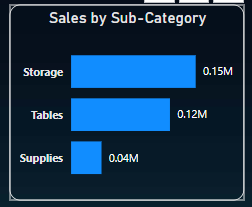 Sales by Sub-Category
Storage 0.15M
Tables 0.12M
Supplies 0.04M